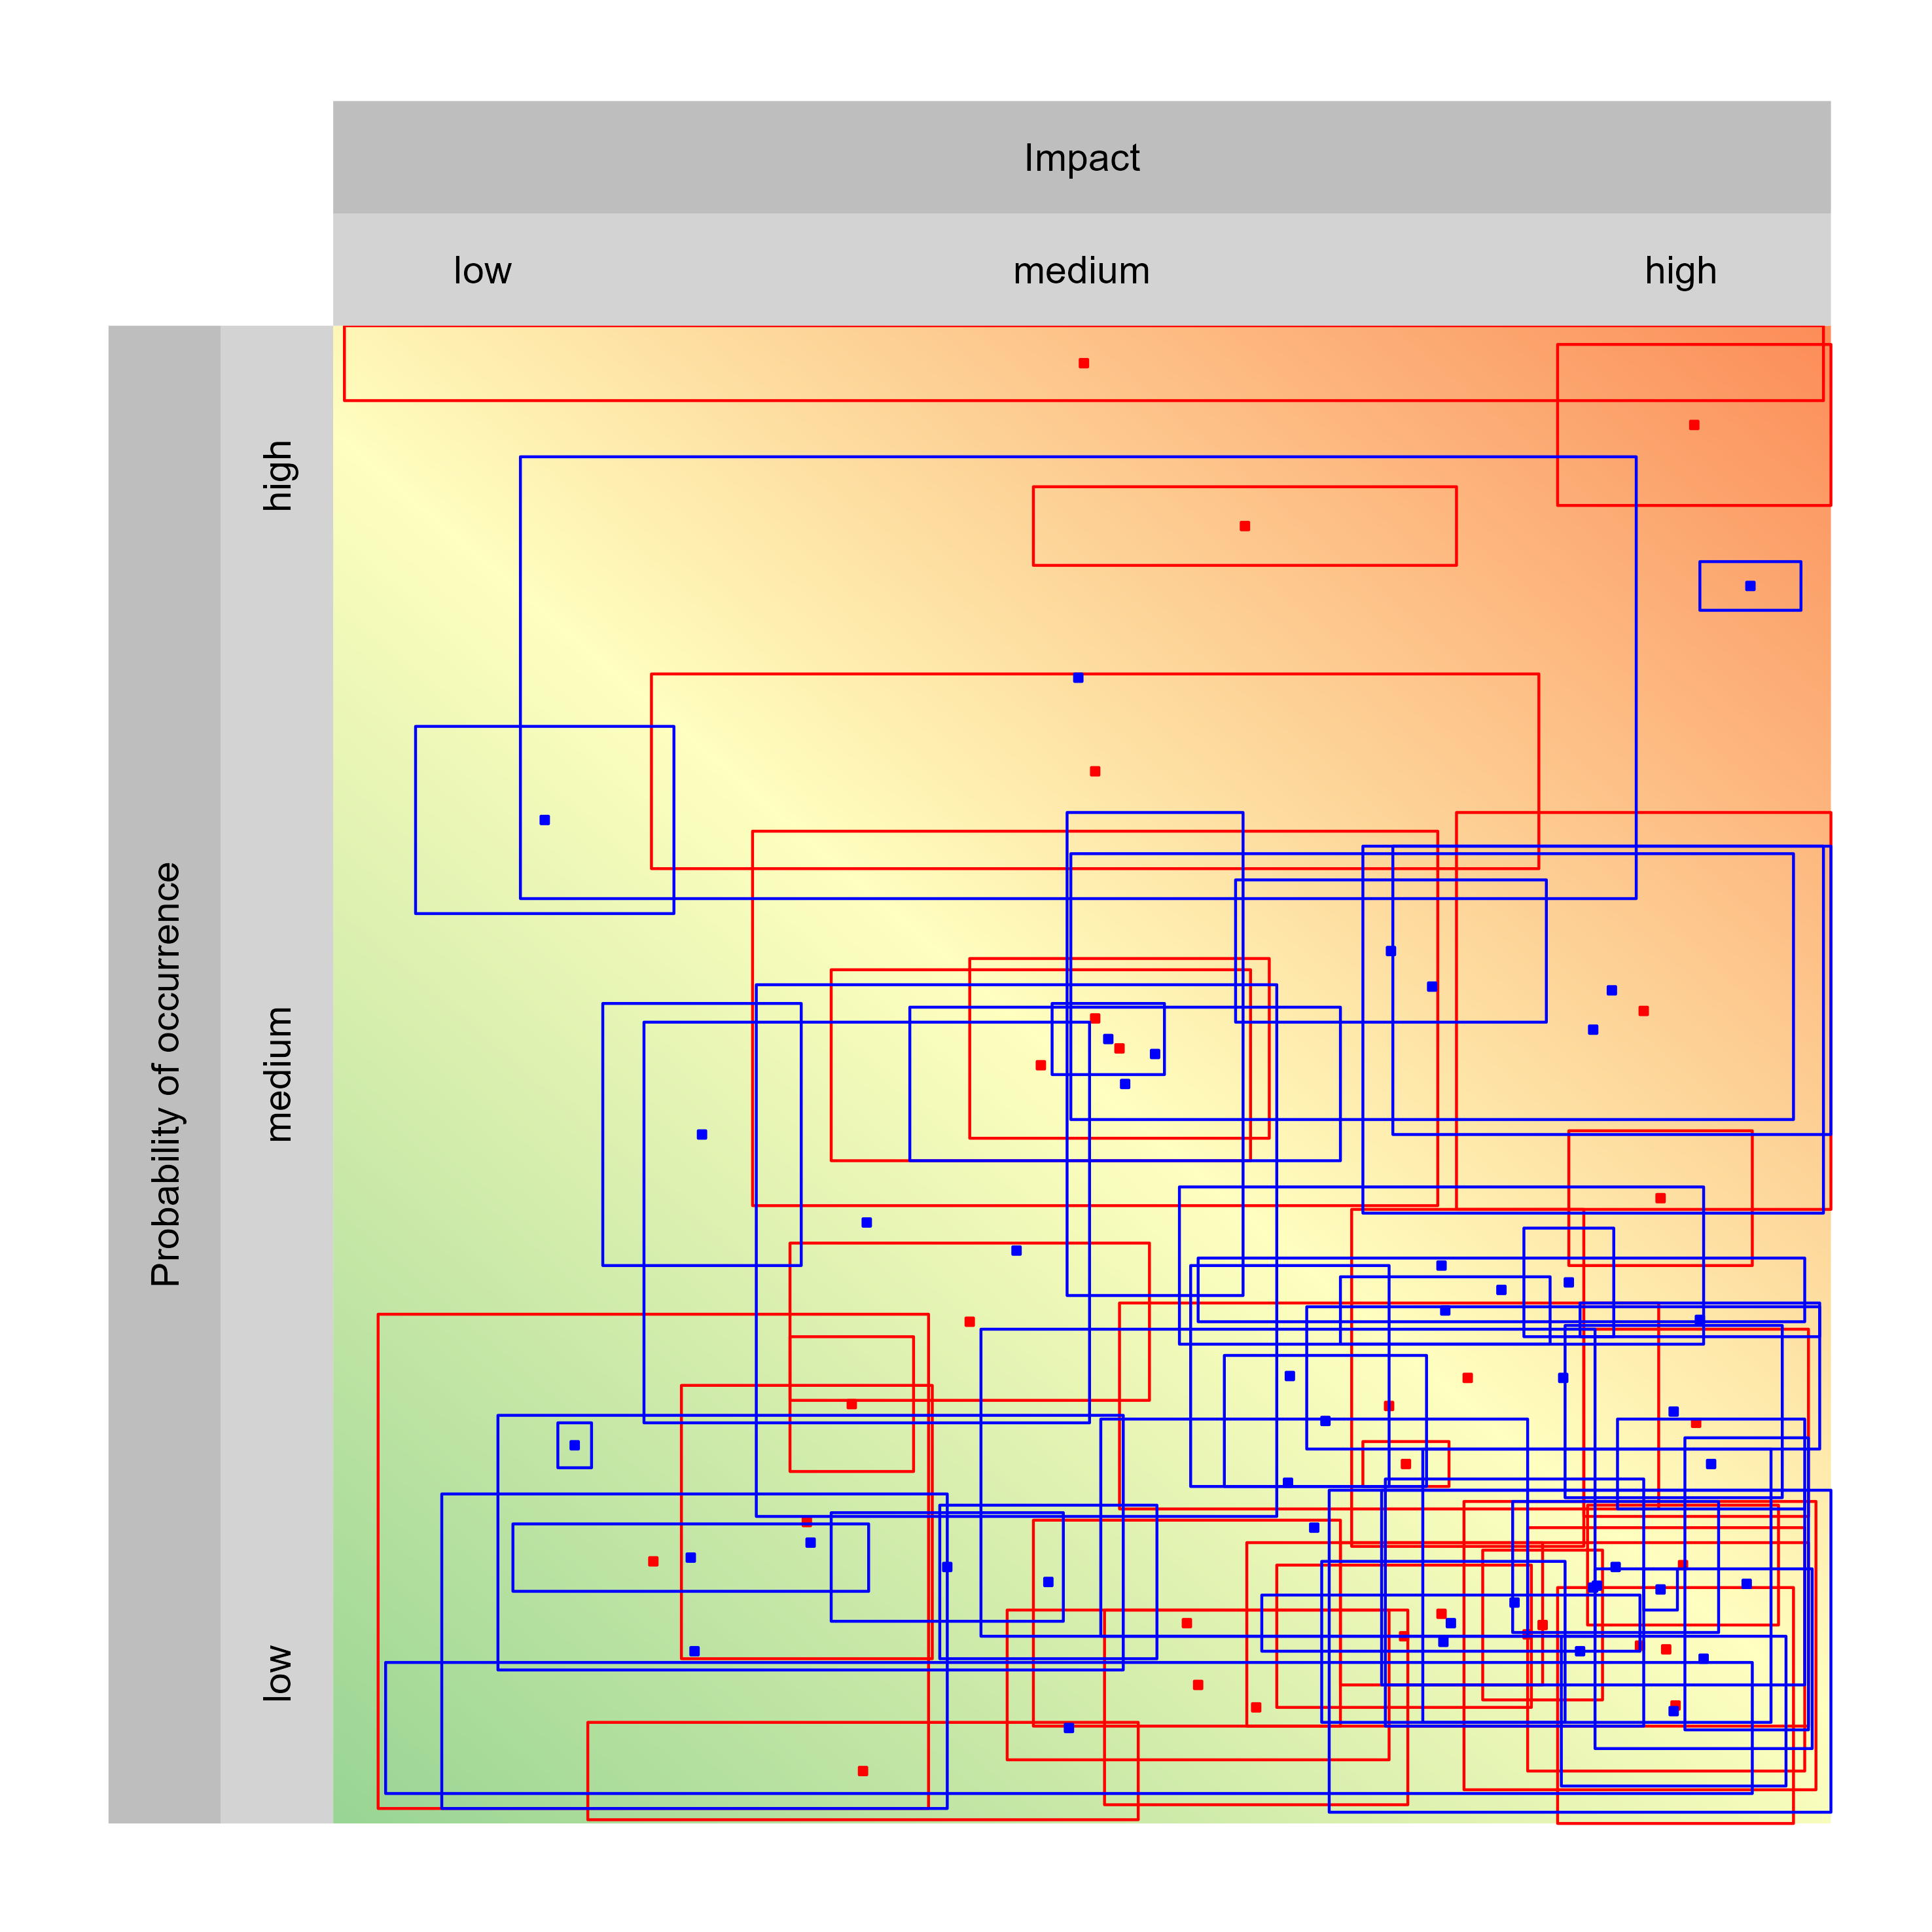 Impact
low medium high
Probability of occurrence
high
medium
low